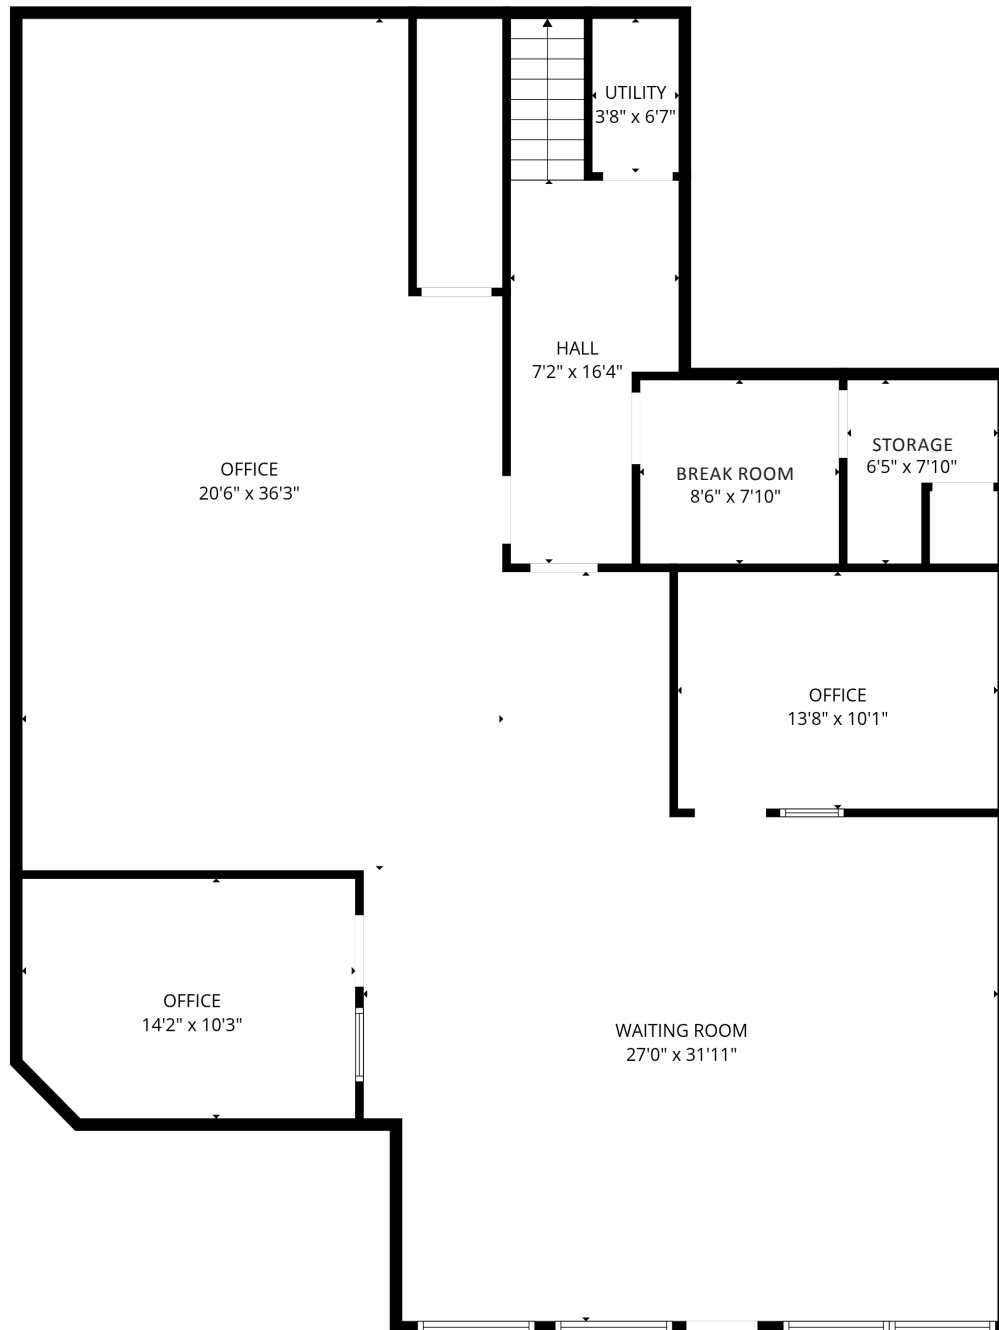 UTILITY
3'8" x 6'7"
HALL
7'2" x 16'4"
STORAGE
6'5" x 7'10"
OFFICE
20'6" x 36'3"
BREAK ROOM
8'6" x 7'10"
OFFICE
13'8" x 10'1"
OFFICE
14'2" x 10'3"
WAITING ROOM
27'0" x 31'11"